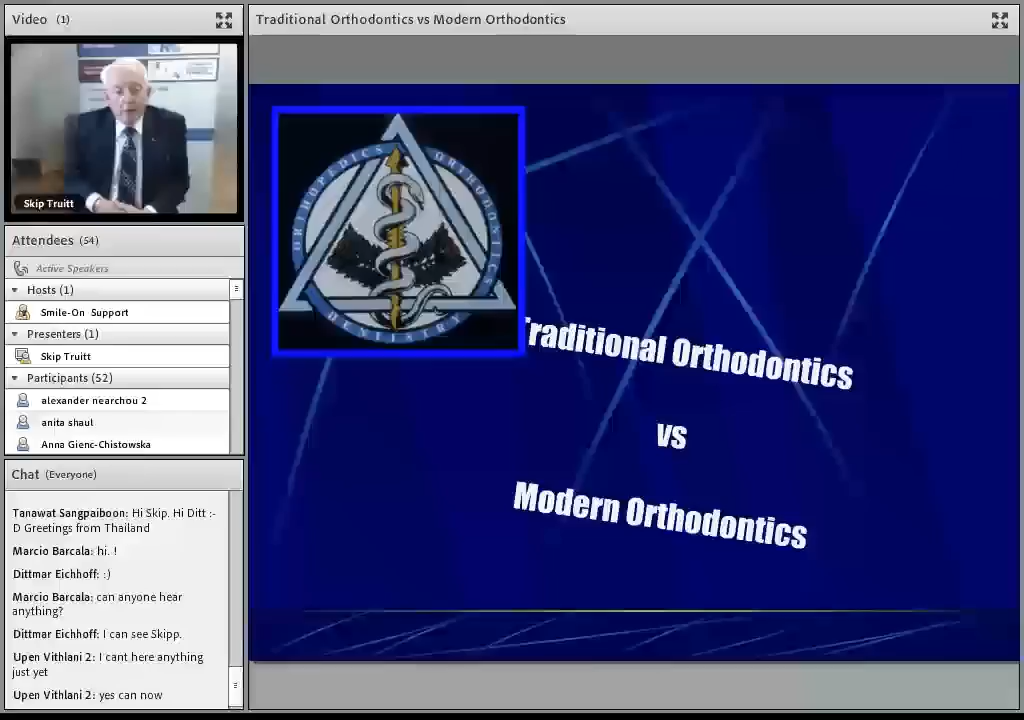 Video (1)
Skip Truitt
Attendees (54)
Active Speakers
Hosts (1)
Smile-On Support
Presenters (1)
Skip Truitt
Participants (52)
alexander nearchou 2
anita shaul
Anna Gienc-Chistowska
Chat (Everyone)
Tanawat Sangpaiboon: Hi Skip. Hi Ditt :-
D Greetings from Thailand
Marcio Barcala: hi. !
Dittmar Eichhoff: :)
Marcio Barcala: can anyone hear
anything?
Dittmar Eichhoff: I can see Skipp.
Upen Vithlani 2: I cant here anything
just yet
Upen Vithlani 2: yes can now
Traditional Orthodontics vs Modern Orthodontics
ORTHOPEDICS ORTHODONTICS
DENTISTRY
Traditional Orthodontics
vs
Modern Orthodontics